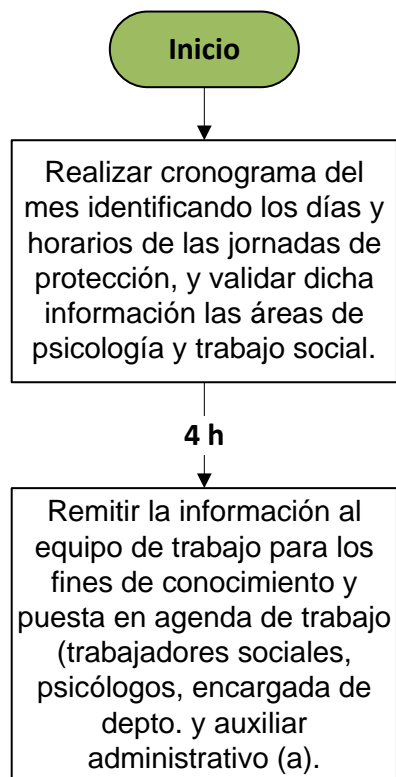 Inicio
Realizar cronograma del
mes identificando los días y
horarios de las jornadas de
protección, y validar dicha
información las áreas de
psicología y trabajo social.
4 h
Remitir la información al
equipo de trabajo para los
fines de conocimiento y
puesta en agenda de trabajo
(trabajadores sociales,
psicólogos, encargada de
depto. y auxiliar
administrativo (a).